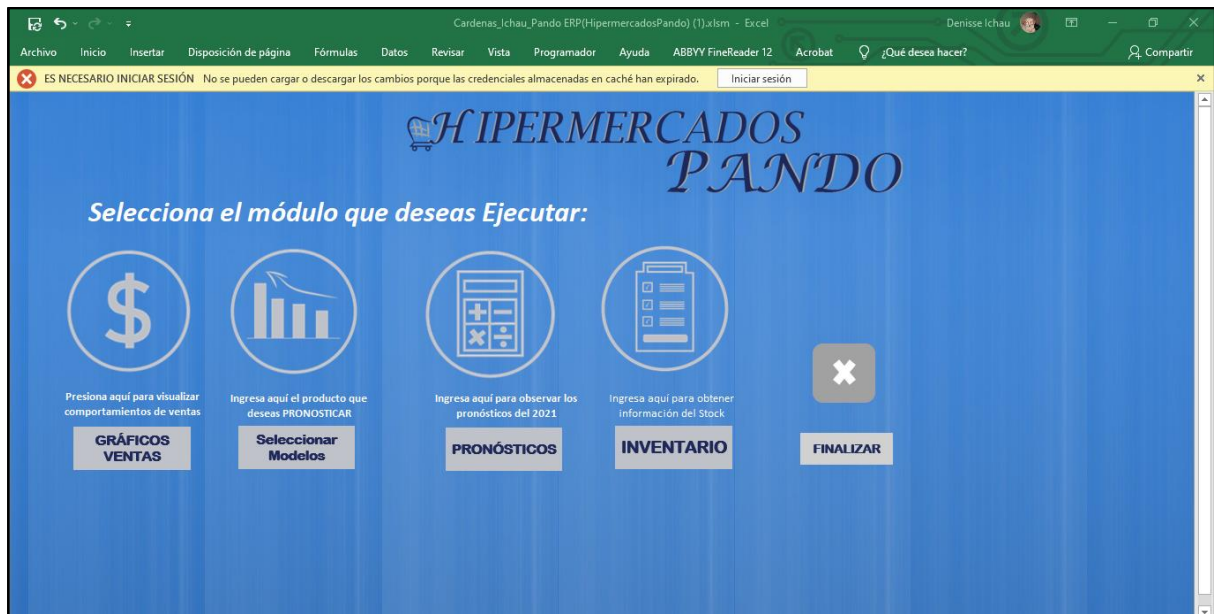 Cardenas_Ichau_Pando ERP(HipermercadosPando) (1).xlsm - Excel
Denisse Ichau
Archivo Inicio Insertar Disposición de página Fórmulas Datos Revisar Vista Programador Ayuda ABBYY FineReader 12 Acrobat ¿Qué desea hacer? Compartir
ES NECESARIO INICIAR SESIÓN No se pueden cargar o descargar los cambios porque las credenciales almacenadas en caché han expirado. Iniciar sesión
HIPERMERCADOS
PANDO
Selecciona el módulo que deseas Ejecutar:
Presiona aquí para visualizar
comportamientos de ventas
GRÁFICOS
VENTAS
Ingresa aquí el producto que
deseas PRONOSTICAR
Seleccionar
Modelos
Ingresa aquí para observar los
pronósticos del 2021
PRONÓSTICOS
Ingresa aquí para obtener
información del Stock
INVENTARIO
FINALIZAR